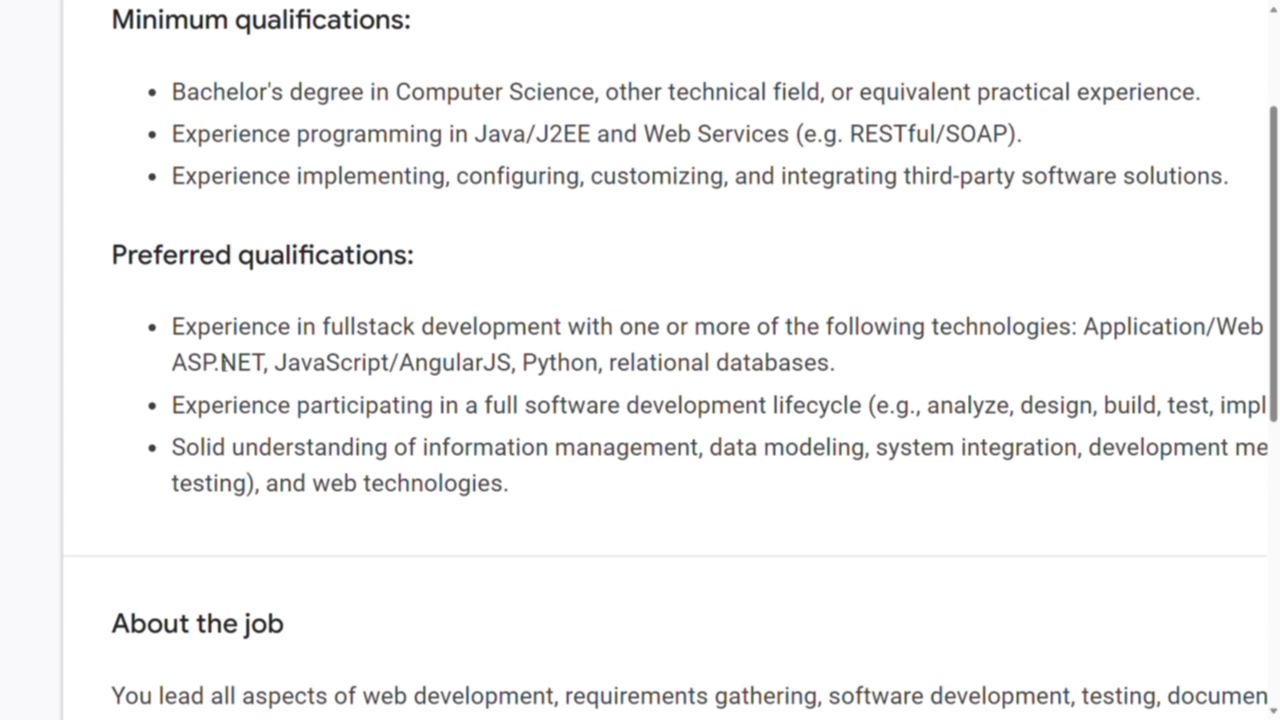 Minimum qualifications:
• Bachelor's degree in Computer Science, other technical field, or equivalent practical experience.
• Experience programming in Java/J2EE and Web Services (e.g. RESTful/SOAP).
• Experience implementing, configuring, customizing, and integrating third-party software solutions.
Preferred qualifications:
• Experience in fullstack development with one or more of the following technologies: Application/Web
ASP.NET, JavaScript/AngularJS, Python, relational databases.
• Experience participating in a full software development lifecycle (e.g., analyze, design, build, test, impl
• Solid understanding of information management, data modeling, system integration, development me
testing), and web technologies.
About the job
You lead all aspects of web development, requirements gathering, software development, testing, documen